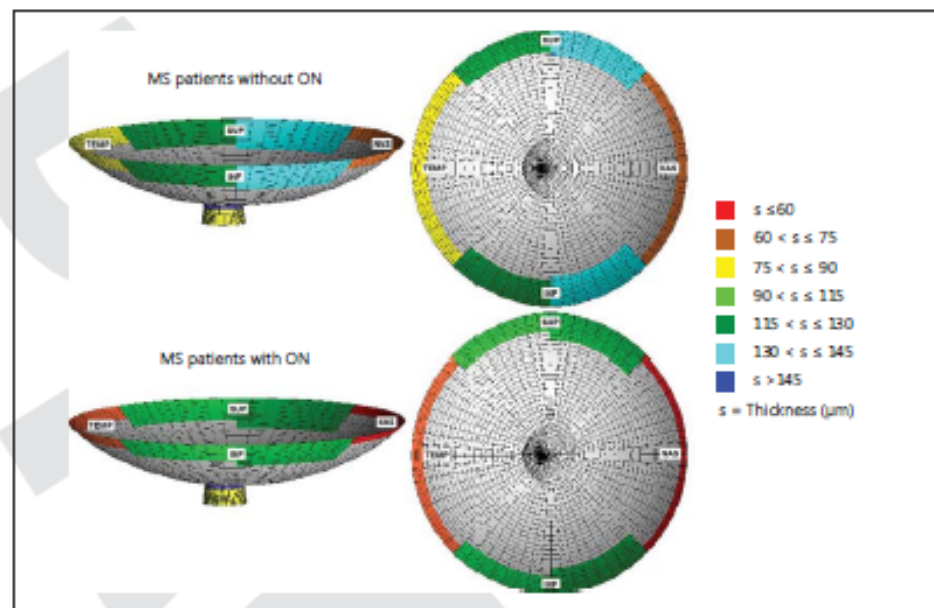 MS patients without ON
SUP
TEMP
NAS
INF
SUP
TEMP
NAS
INF
s ≤60
60 < s ≤ 75
75 < s ≤ 90
90 < s ≤ 115
115 < s ≤ 130
130 < s ≤ 145
s >145
s = Thickness (μm)
MS patients with ON
SUP
TEMP
NAS
INF
SUP
TEMP
NAS
INF